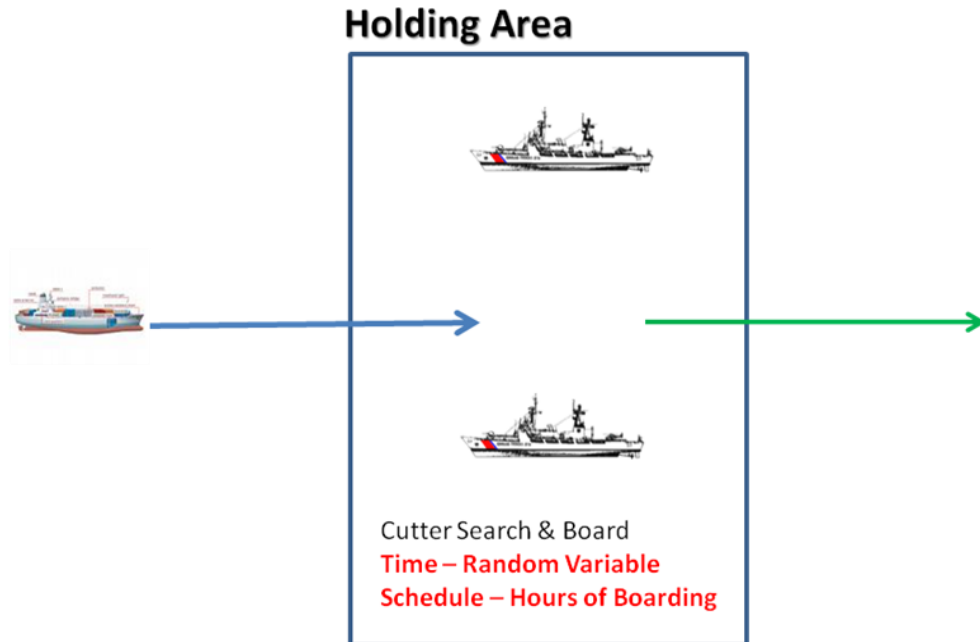 Holding Area
Cutter Search & Board
Time – Random Variable
Schedule – Hours of Boarding